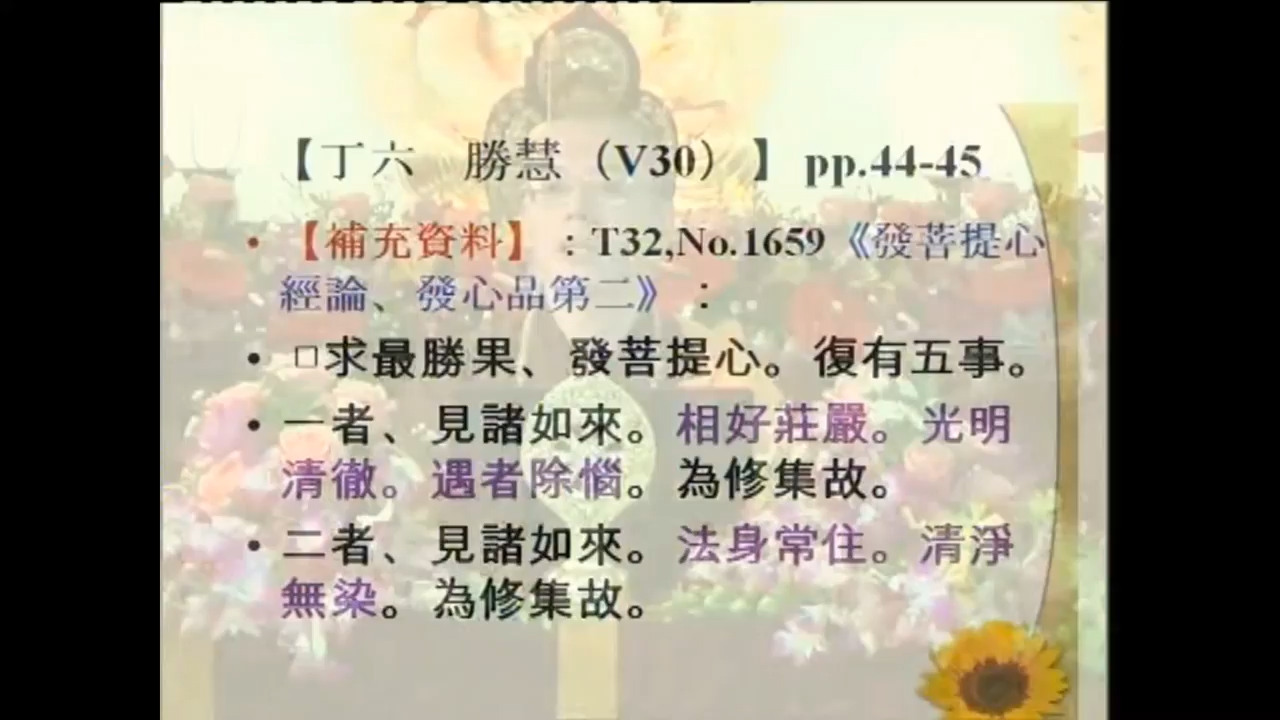 【丁六　勝慧（V30）】pp.44-45
• 【補充資料】：T32,No.1659《發菩提心
經論、發心品第二》：
• □求最勝果、發菩提心。復有五事。
• 一者、見諸如來。相好莊嚴。光明
清徹。遇者除惱。為修集故。
• 二者、見諸如來。法身常住。清淨
無染。為修集故。